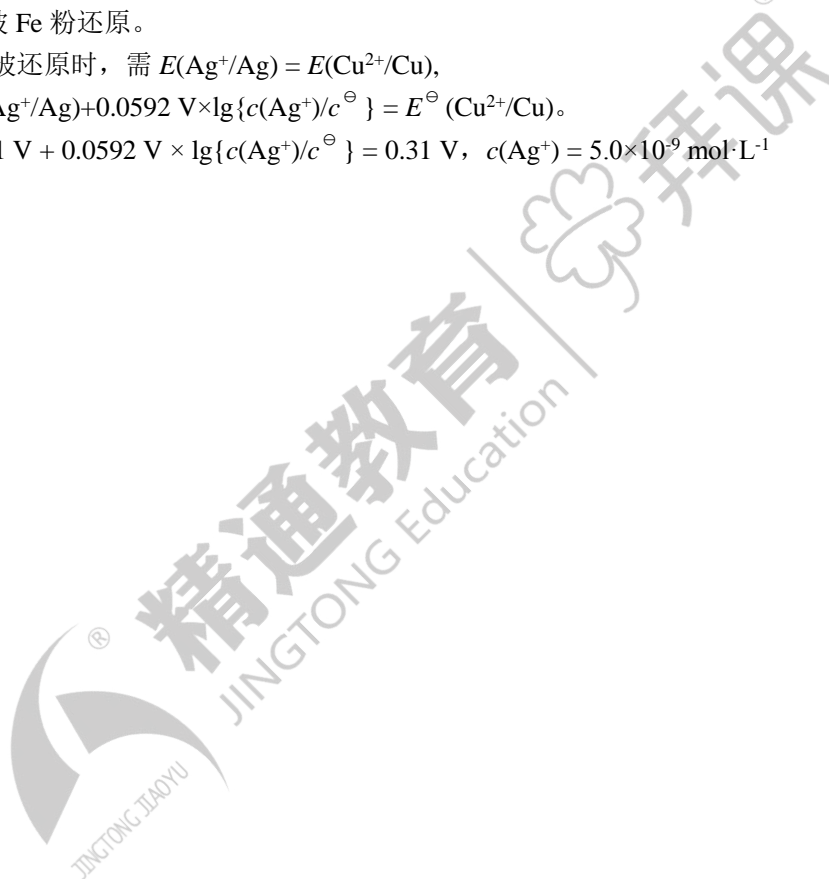 被 Fe 粉还原。
被还原时，需 E(Ag⁺/Ag) = E(Cu²⁺/Cu),
Ag⁺/Ag)+0.0592 V×lg{c(Ag⁺)/c⊖ } = E⊖ (Cu²⁺/Cu)。
1 V + 0.0592 V × lg{c(Ag⁺)/c⊖ } = 0.31 V，c(Ag⁺) = 5.0×10⁻⁹ mol·L⁻¹
拜课
精通教育
JINGTONG Education
®
JINGTONG JIAOYU